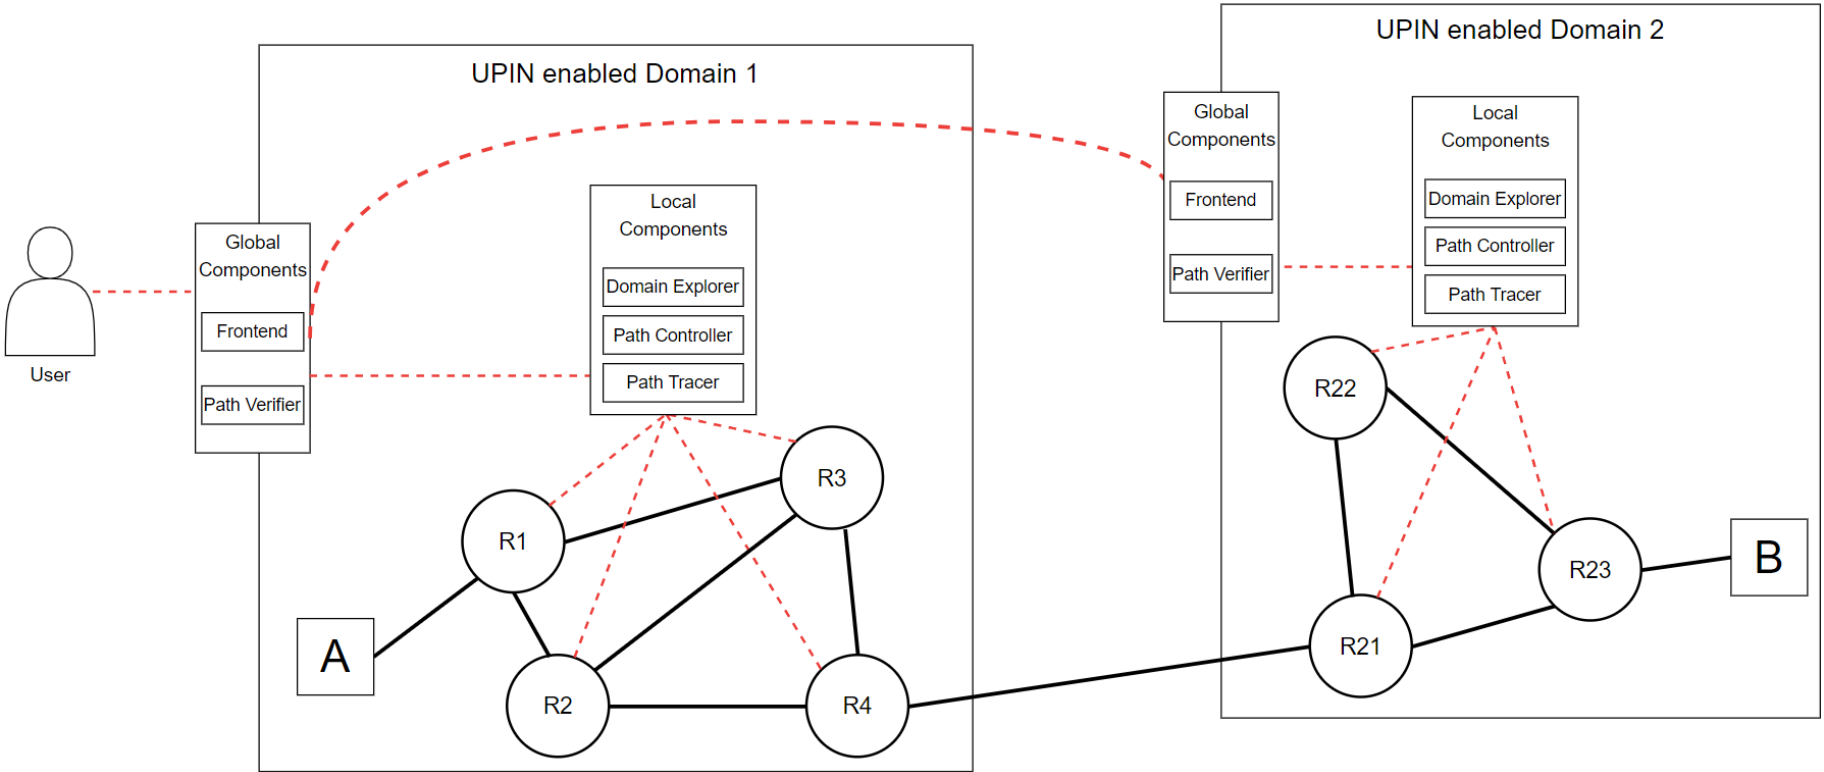 UPIN enabled Domain 1
UPIN enabled Domain 2
User
Global
Components
Frontend
Path Verifier
Local
Components
Domain Explorer
Path Controller
Path Tracer
R1
R3
R2
R4
A
Global
Components
Frontend
Path Verifier
Local
Components
Domain Explorer
Path Controller
Path Tracer
R22
R23
R21
B